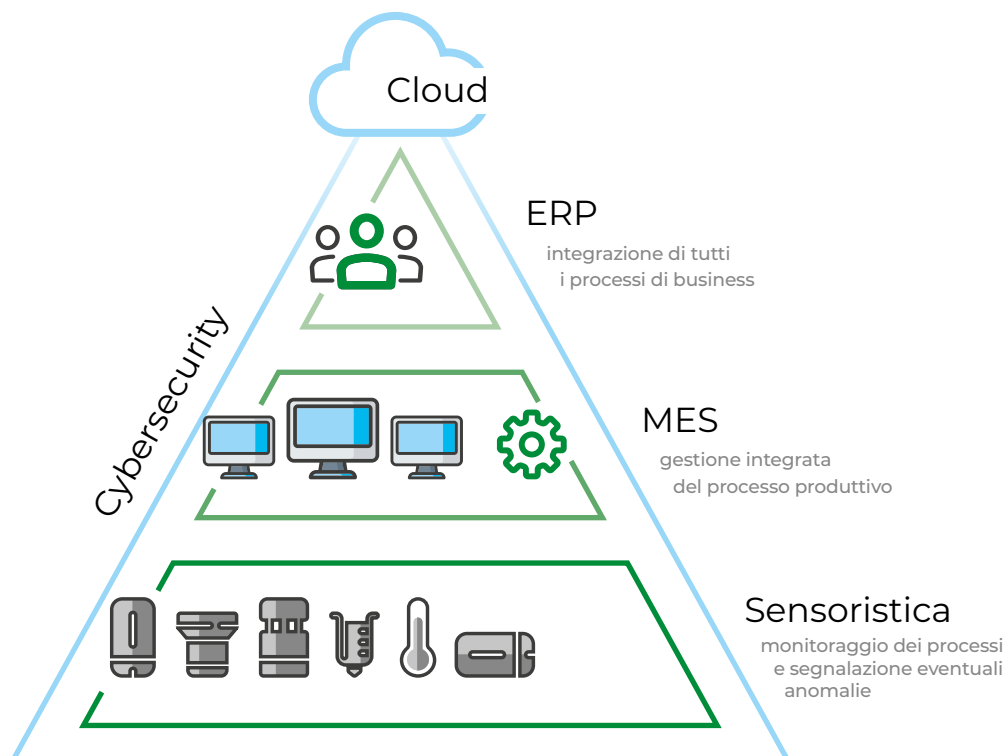 Cloud
ERP
integrazione di tutti
i processi di business
Cybersecurity
MES
gestione integrata
del processo produttivo
Sensoristica
monitoraggio dei processi
e segnalazione eventuali
anomalie